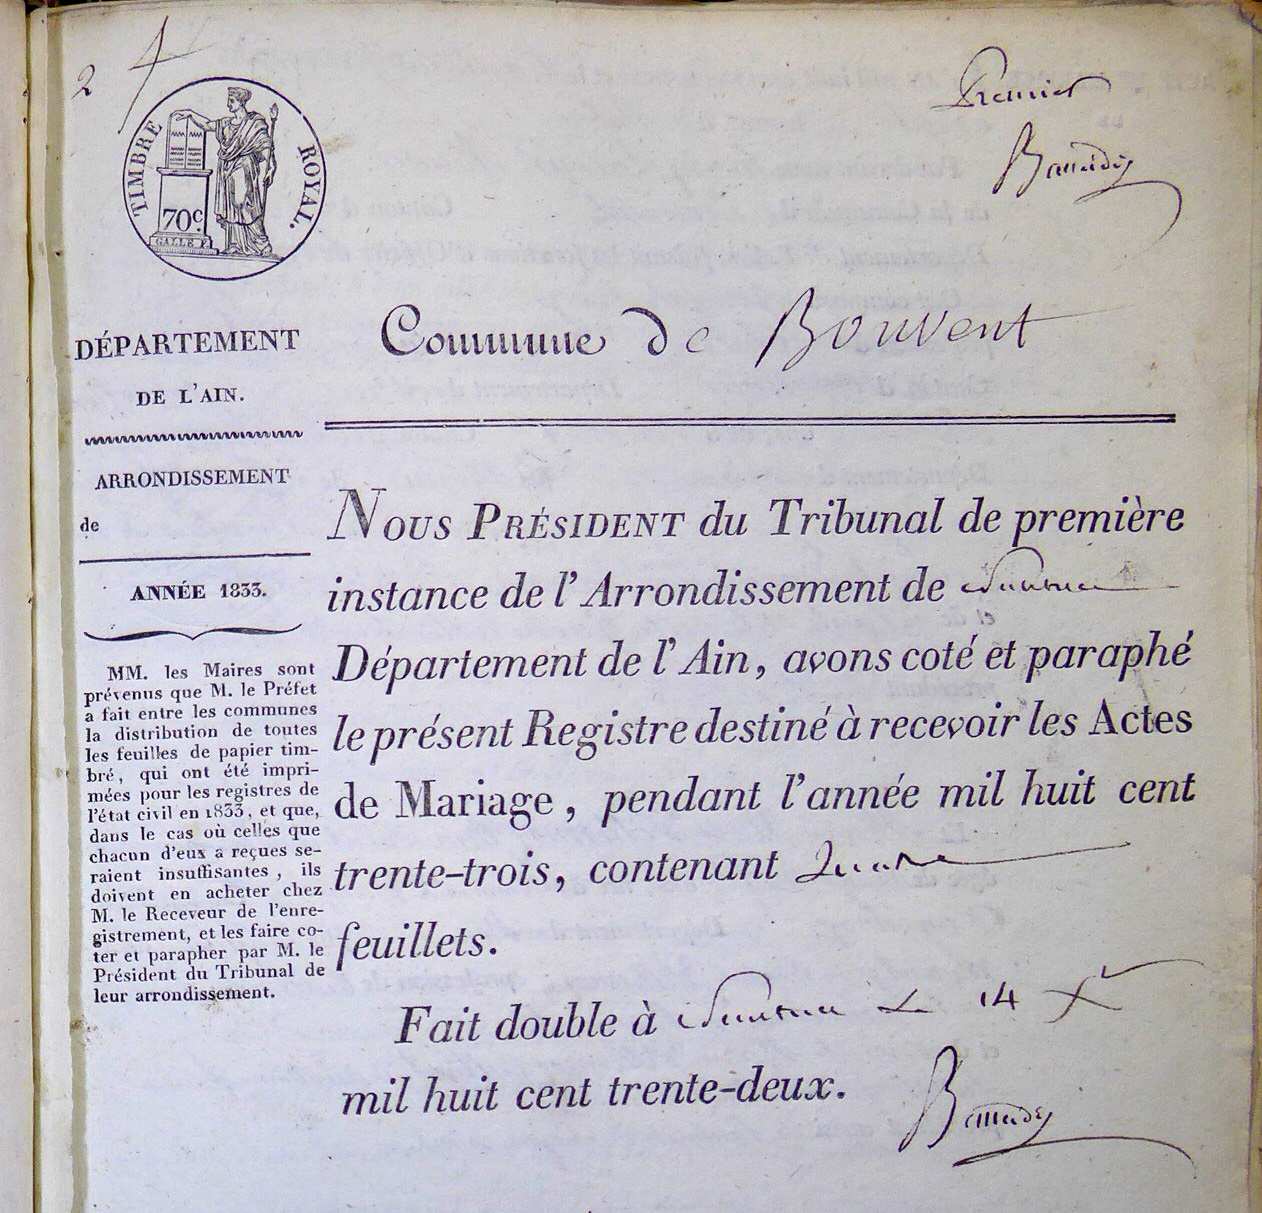 2
Premier
TIMBRE ROYAL.
70c
GALLE F.
DÉPARTEMENT
DE L'AIN.
Commune de Bouvent
ARRONDISSEMENT
de
ANNÉE 1833.
MM. les Maires sont
prévenus que M. le Préfet
a fait entre les communes
la distribution de toutes
les feuilles de papier tim-
bré, qui ont été impri-
mées pour les registres de
l'état civil en 1833, et que,
dans le cas où celles que
chacun d'eux a reçues se-
raient insuffisantes, ils
doivent en acheter chez
M. le Receveur de l'enre-
gistrement, et les faire co-
ter et parapher par M. le
Président du Tribunal de
leur arrondissement.
NOUS PRÉSIDENT du Tribunal de première
instance de l'Arrondissement de Nantua
Département de l'Ain, avons coté et paraphé
le présent Registre destiné à recevoir les Actes
de Mariage, pendant l'année mil huit cent
trente-trois, contenant Quatre
feuillets.
Fait double à Nantua Le 14 Xre
mil huit cent trente-deux.